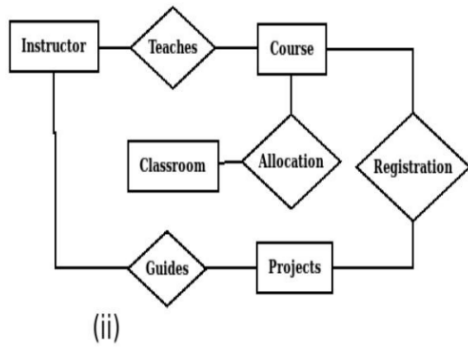 Instructor
Teaches
Course
Classroom
Allocation
Registration
Guides
Projects
(ii)